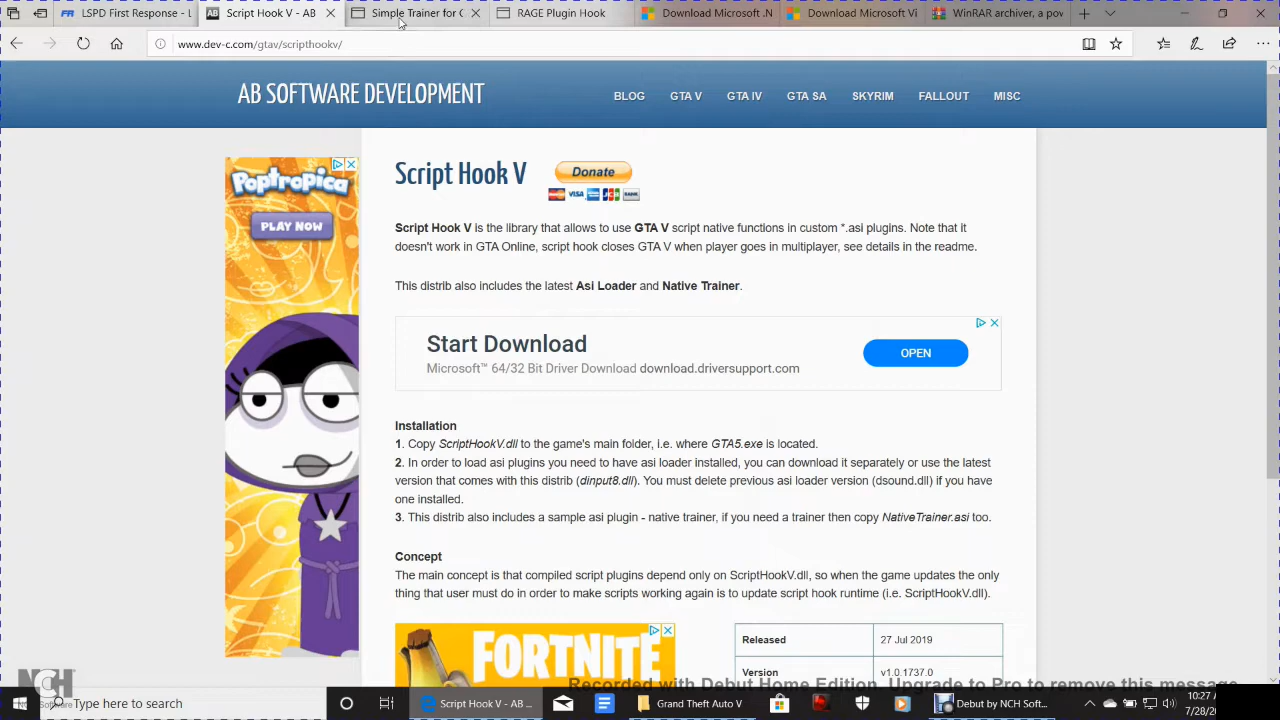 LSPD First Response - L
Script Hook V - AB
Simple Trainer for G
RAGE Plugin Hook
Download Microsoft .N
Download Microsoft Vi
WinRAR archiver, a pov
www.dev-c.com/gtav/scripthookv/
AB SOFTWARE DEVELOPMENT
BLOG GTA V GTA IV GTA SA SKYRIM FALLOUT MISC
Poptropica
PLAY NOW
Script Hook V
Donate
VISA
Script Hook V is the library that allows to use GTA V script native functions in custom *.asi plugins. Note that it
doesn't work in GTA Online, script hook closes GTA V when player goes in multiplayer, see details in the readme.
This distrib also includes the latest Asi Loader and Native Trainer.
Start Download
Microsoft™ 64/32 Bit Driver Download download.driversupport.com
OPEN
Installation
1. Copy ScriptHookV.dll to the game's main folder, i.e. where GTA5.exe is located.
2. In order to load asi plugins you need to have asi loader installed, you can download it separately or use the latest
version that comes with this distrib (dinput8.dll). You must delete previous asi loader version (dsound.dll) if you have
one installed.
3. This distrib also includes a sample asi plugin - native trainer, if you need a trainer then copy NativeTrainer.asi too.
Concept
The main concept is that compiled script plugins depend only on ScriptHookV.dll, so when the game updates the only
thing that user must do in order to make scripts working again is to update script hook runtime (i.e. ScriptHookV.dll).
FORTNITE
Released 27 Jul 2019
Version v1.0.1737.0
Recorded with Debut Home Edition. Upgrade to Pro to remove this message
NCH
Software
Type here to search
Script Hook V - AB ...
Grand Theft Auto V
Debut by NCH Soft...
10:27 A
7/28/20